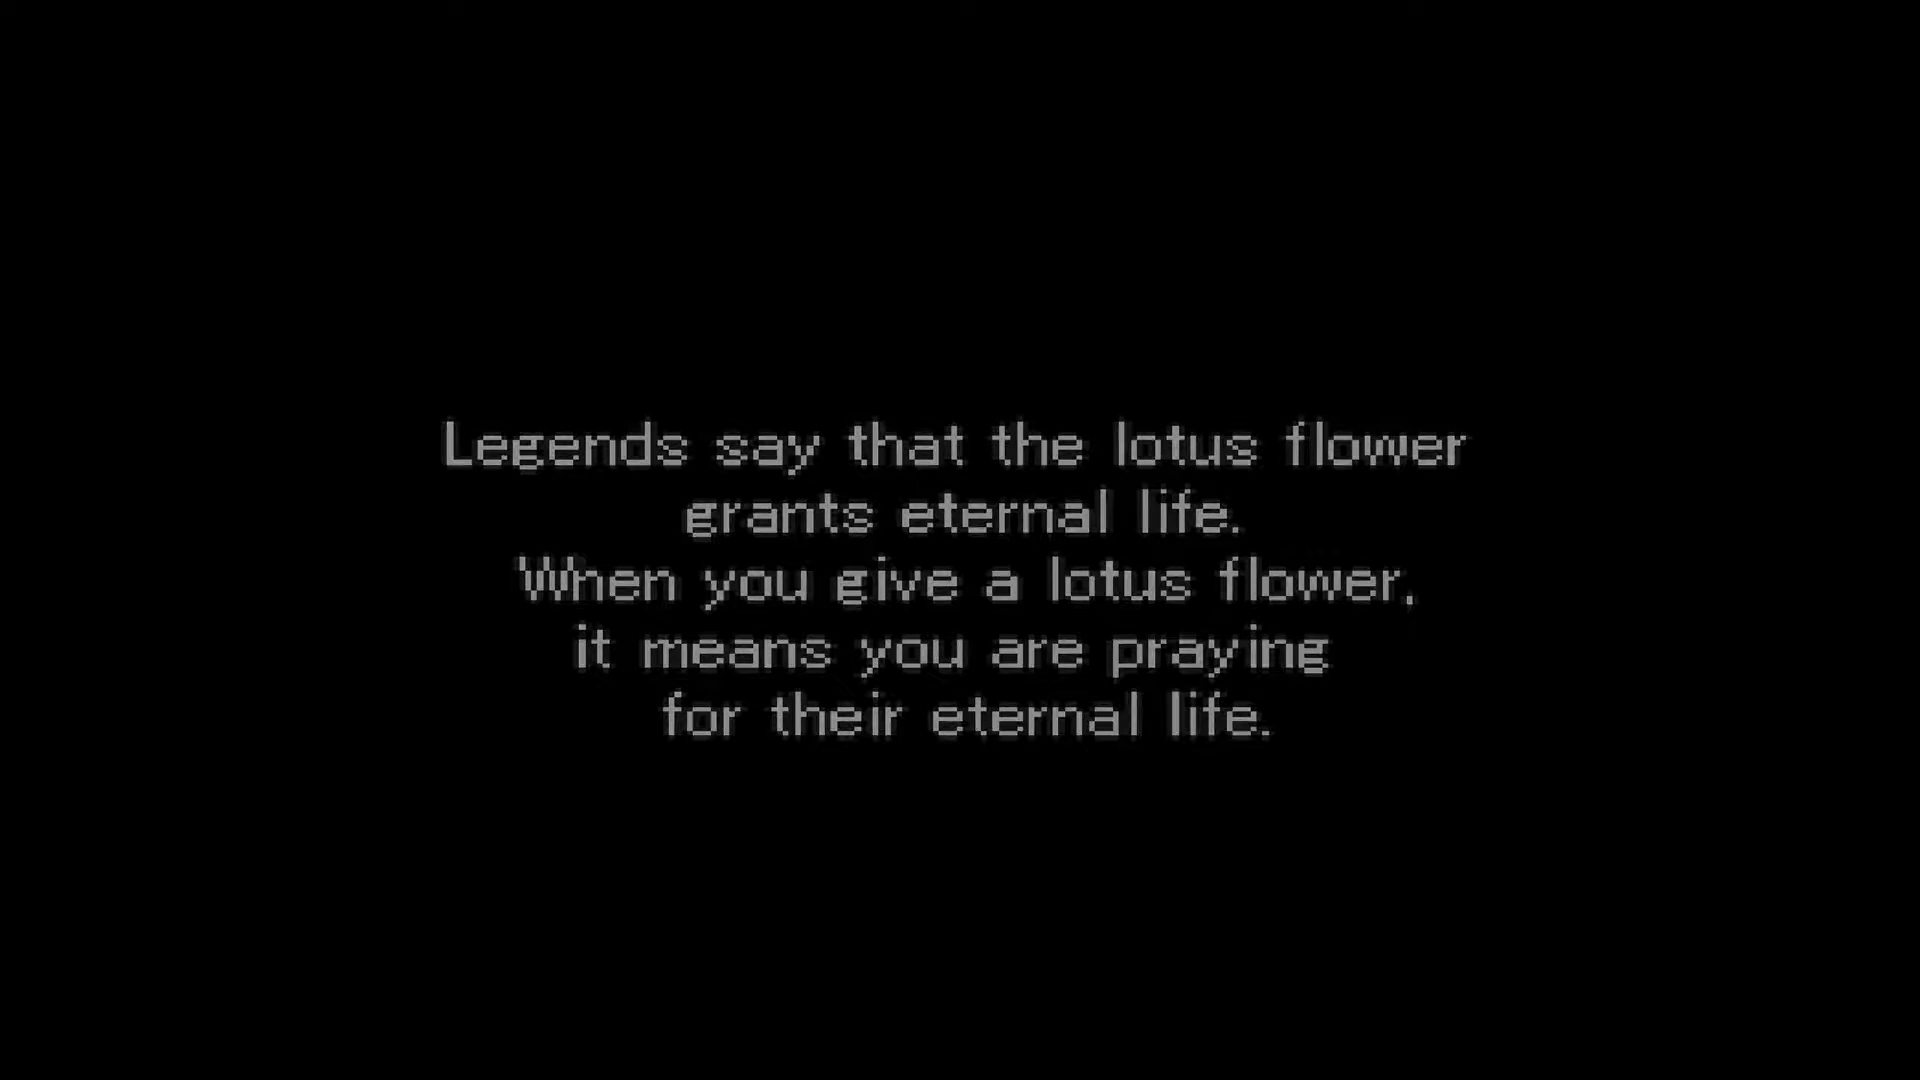 Legends say that the lotus flower
grants eternal life.
When you give a lotus flower,
it means you are praying
for their eternal life.